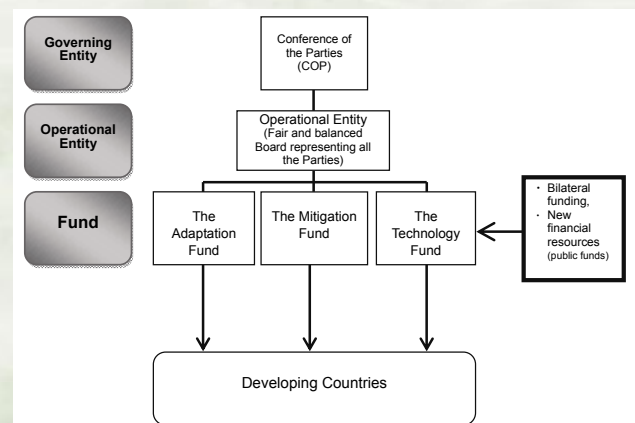 Governing
Entity
Conference of
the Parties
(COP)
Operational
Entity
Operational Entity
(Fair and balanced
Board representing all
the Parties)
Fund
The
Adaptation
Fund
The Mitigation
Fund
The
Technology
Fund
· Bilateral
funding,
· New
financial
resources
(public funds)
Developing Countries